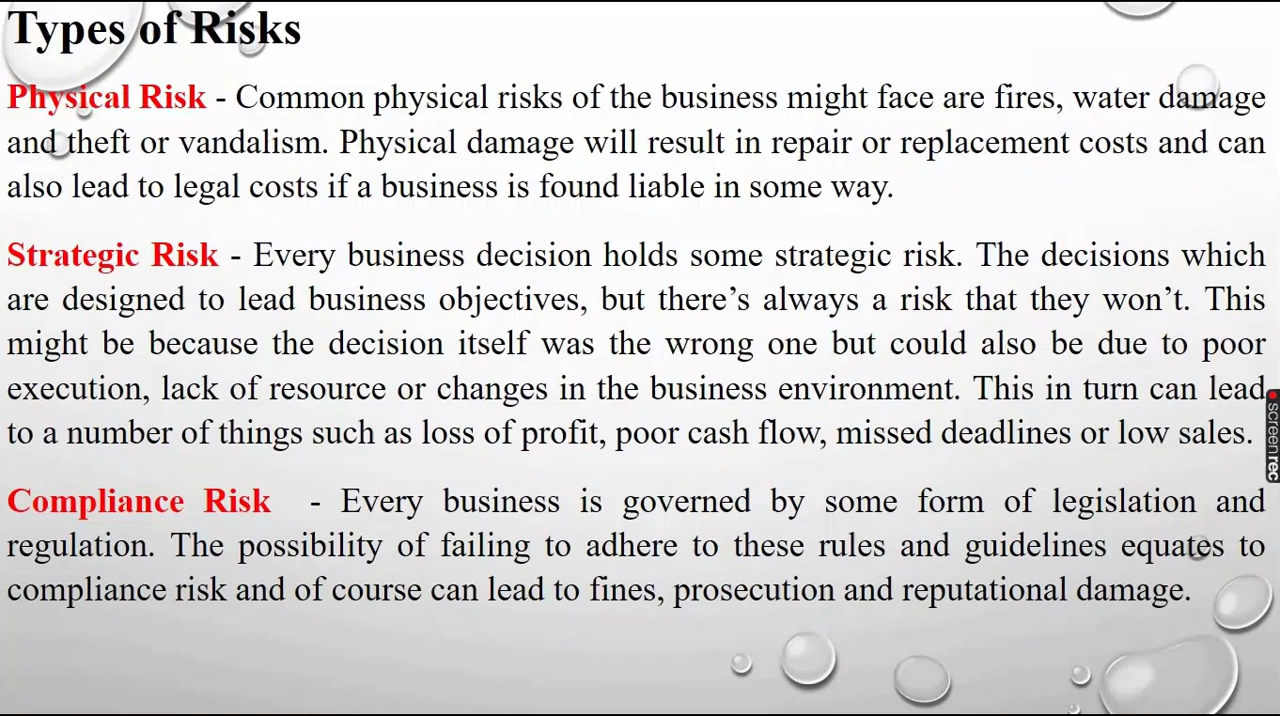 Types of Risks
Physical Risk - Common physical risks of the business might face are fires, water damage
and theft or vandalism. Physical damage will result in repair or replacement costs and can
also lead to legal costs if a business is found liable in some way.
Strategic Risk - Every business decision holds some strategic risk. The decisions which
are designed to lead business objectives, but there’s always a risk that they won’t. This
might be because the decision itself was the wrong one but could also be due to poor
execution, lack of resource or changes in the business environment. This in turn can lead
to a number of things such as loss of profit, poor cash flow, missed deadlines or low sales.
Compliance Risk - Every business is governed by some form of legislation and
regulation. The possibility of failing to adhere to these rules and guidelines equates to
compliance risk and of course can lead to fines, prosecution and reputational damage.
screenrec